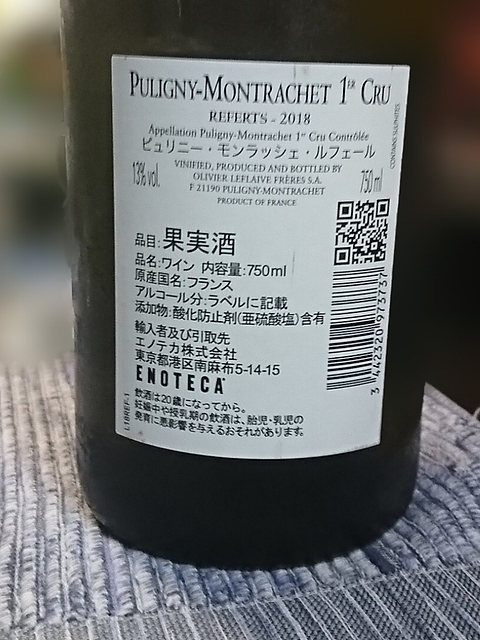 PULIGNY-MONTRACHET 1ER CRU
REFERTS - 2018
Appellation Puligny-Montrachet 1er Cru Contrôlée
ピュリニー・モンラッシェ・ルフェール
VINIFIED, PRODUCED AND BOTTLED BY
OLIVIER LEFLAIVE FRÈRES S.A.
F 21190 PULIGNY-MONTRACHET
PRODUCT OF FRANCE
13% vol.
750 ml
CONTAINS SULPHITES
品目:果実酒
品名:ワイン 内容量:750ml
原産国名:フランス
アルコール分:ラベルに記載
添加物:酸化防止剤(亜硫酸塩)含有
輸入者及び引取先
エノテカ株式会社
東京都港区南麻布5-14-15
ENOTECA
飲酒は20歳になってから。
妊娠中や授乳期の飲酒は、胎児・乳児の
発育に悪影響を与えるおそれがあります。
L18REF-1
3 442320 973737